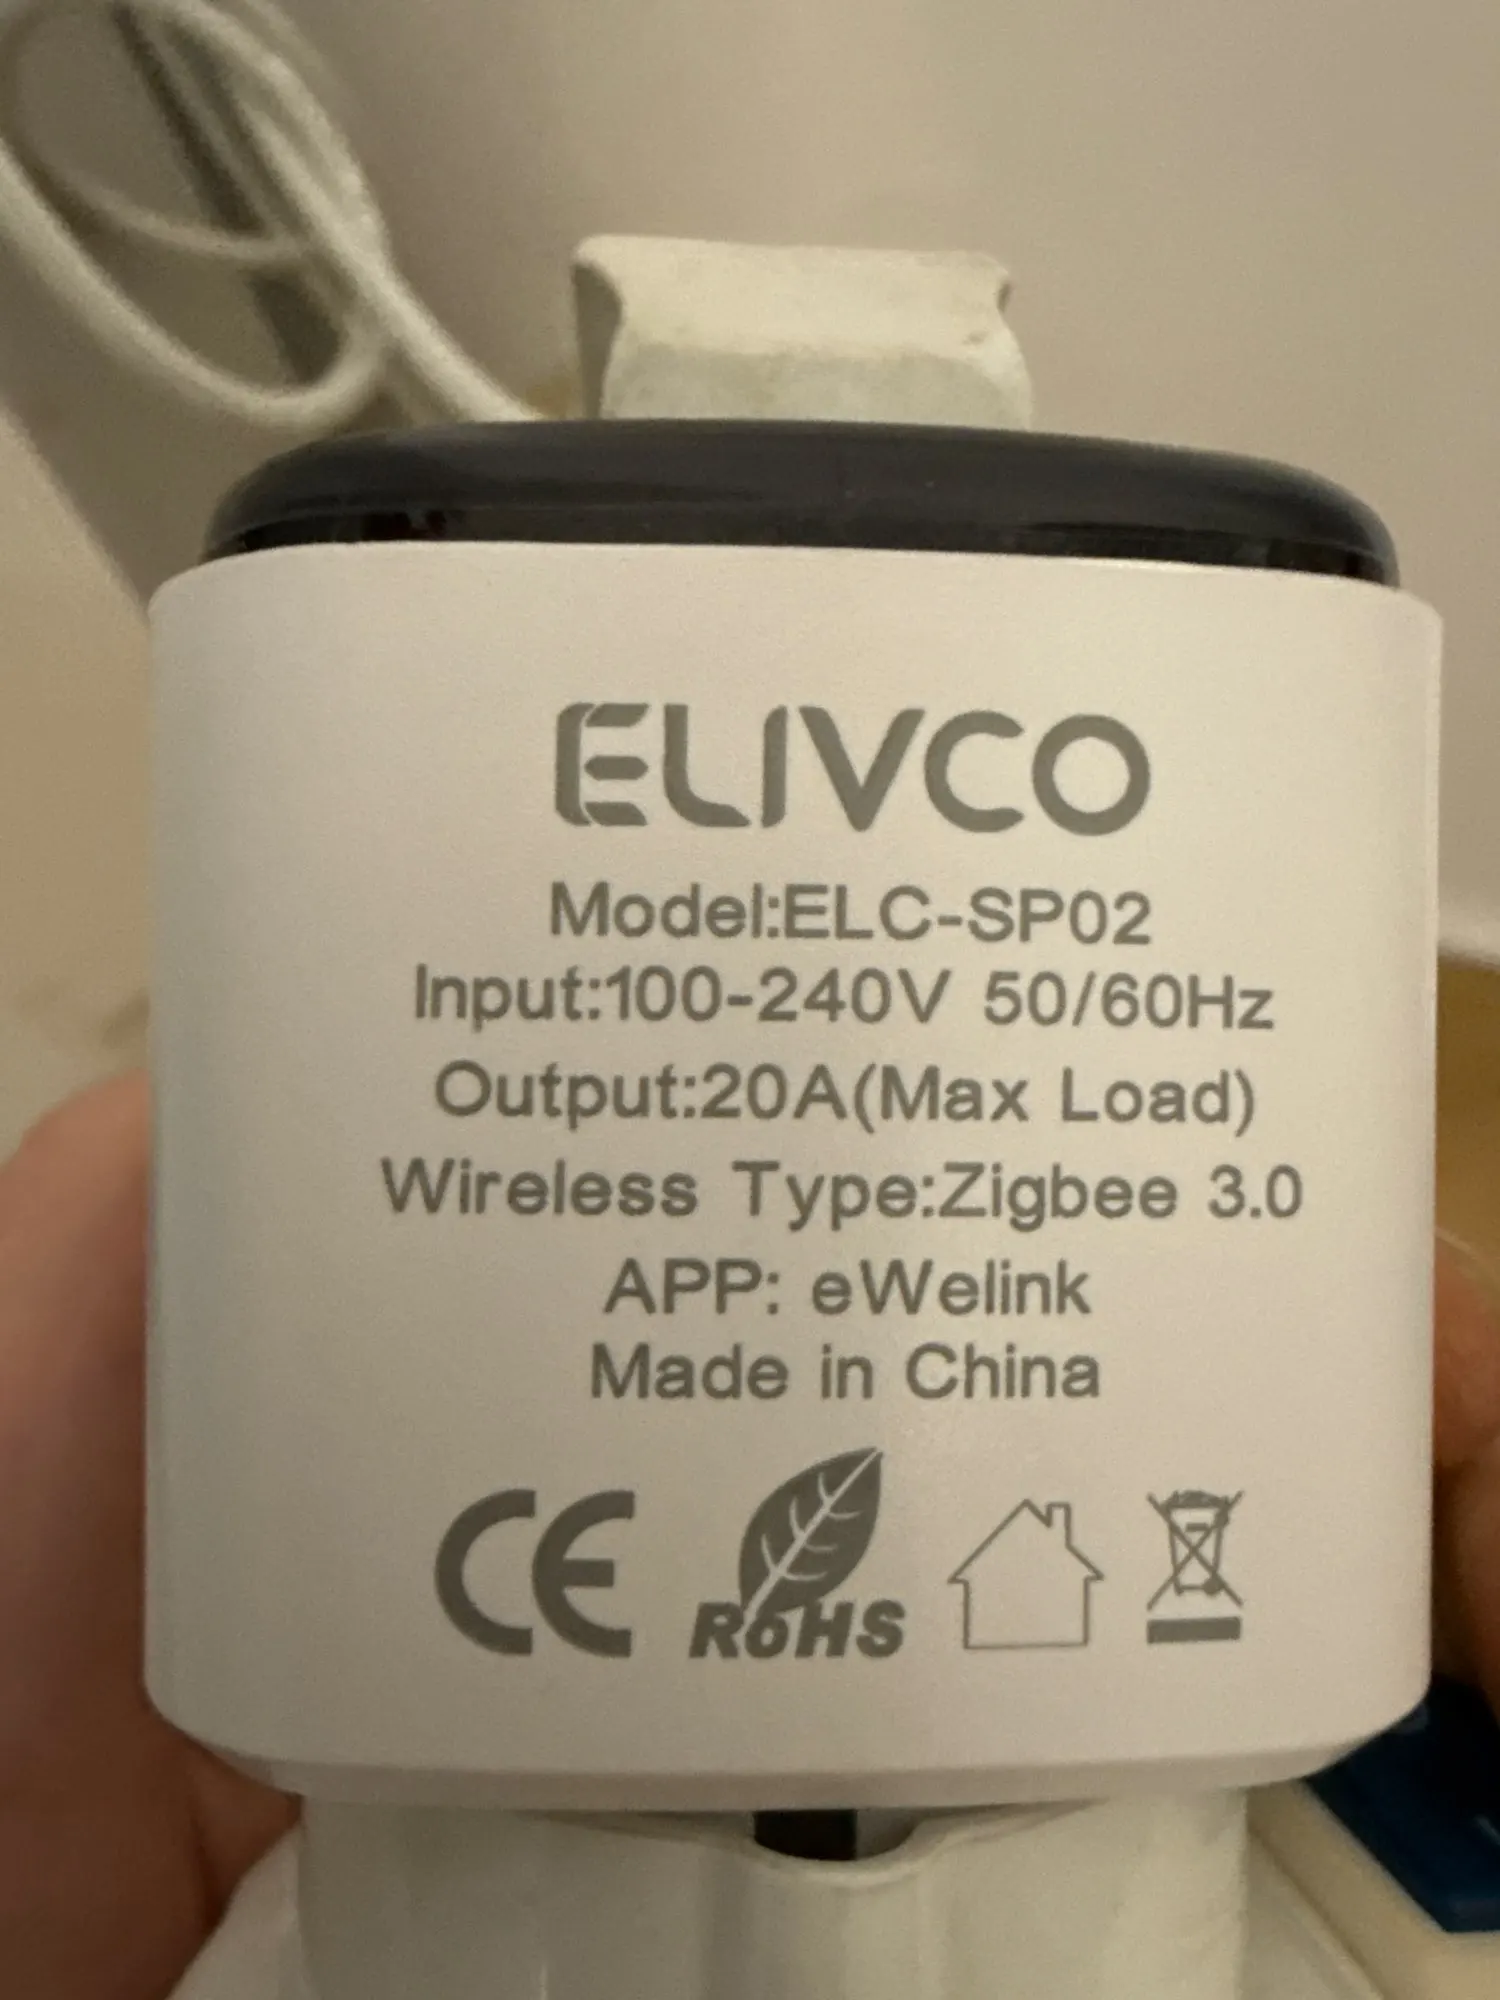 ELIVCO
Model:ELC-SP02
Input:100-240V 50/60Hz
Output:20A(Max Load)
Wireless Type:Zigbee 3.0
APP: eWelink
Made in China
CE RoHS